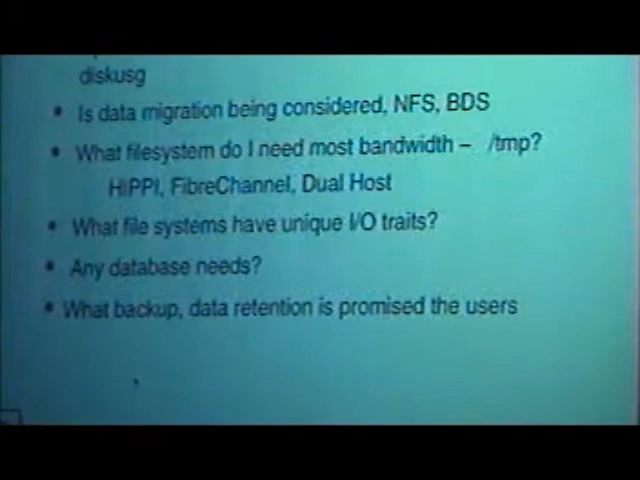 diskusg
• Is data migration being considered, NFS, BDS
• What filesystem do I need most bandwidth – /tmp?
HiPPI, FibreChannel, Dual Host
• What file systems have unique I/O traits?
• Any database needs?
• What backup, data retention is promised the users